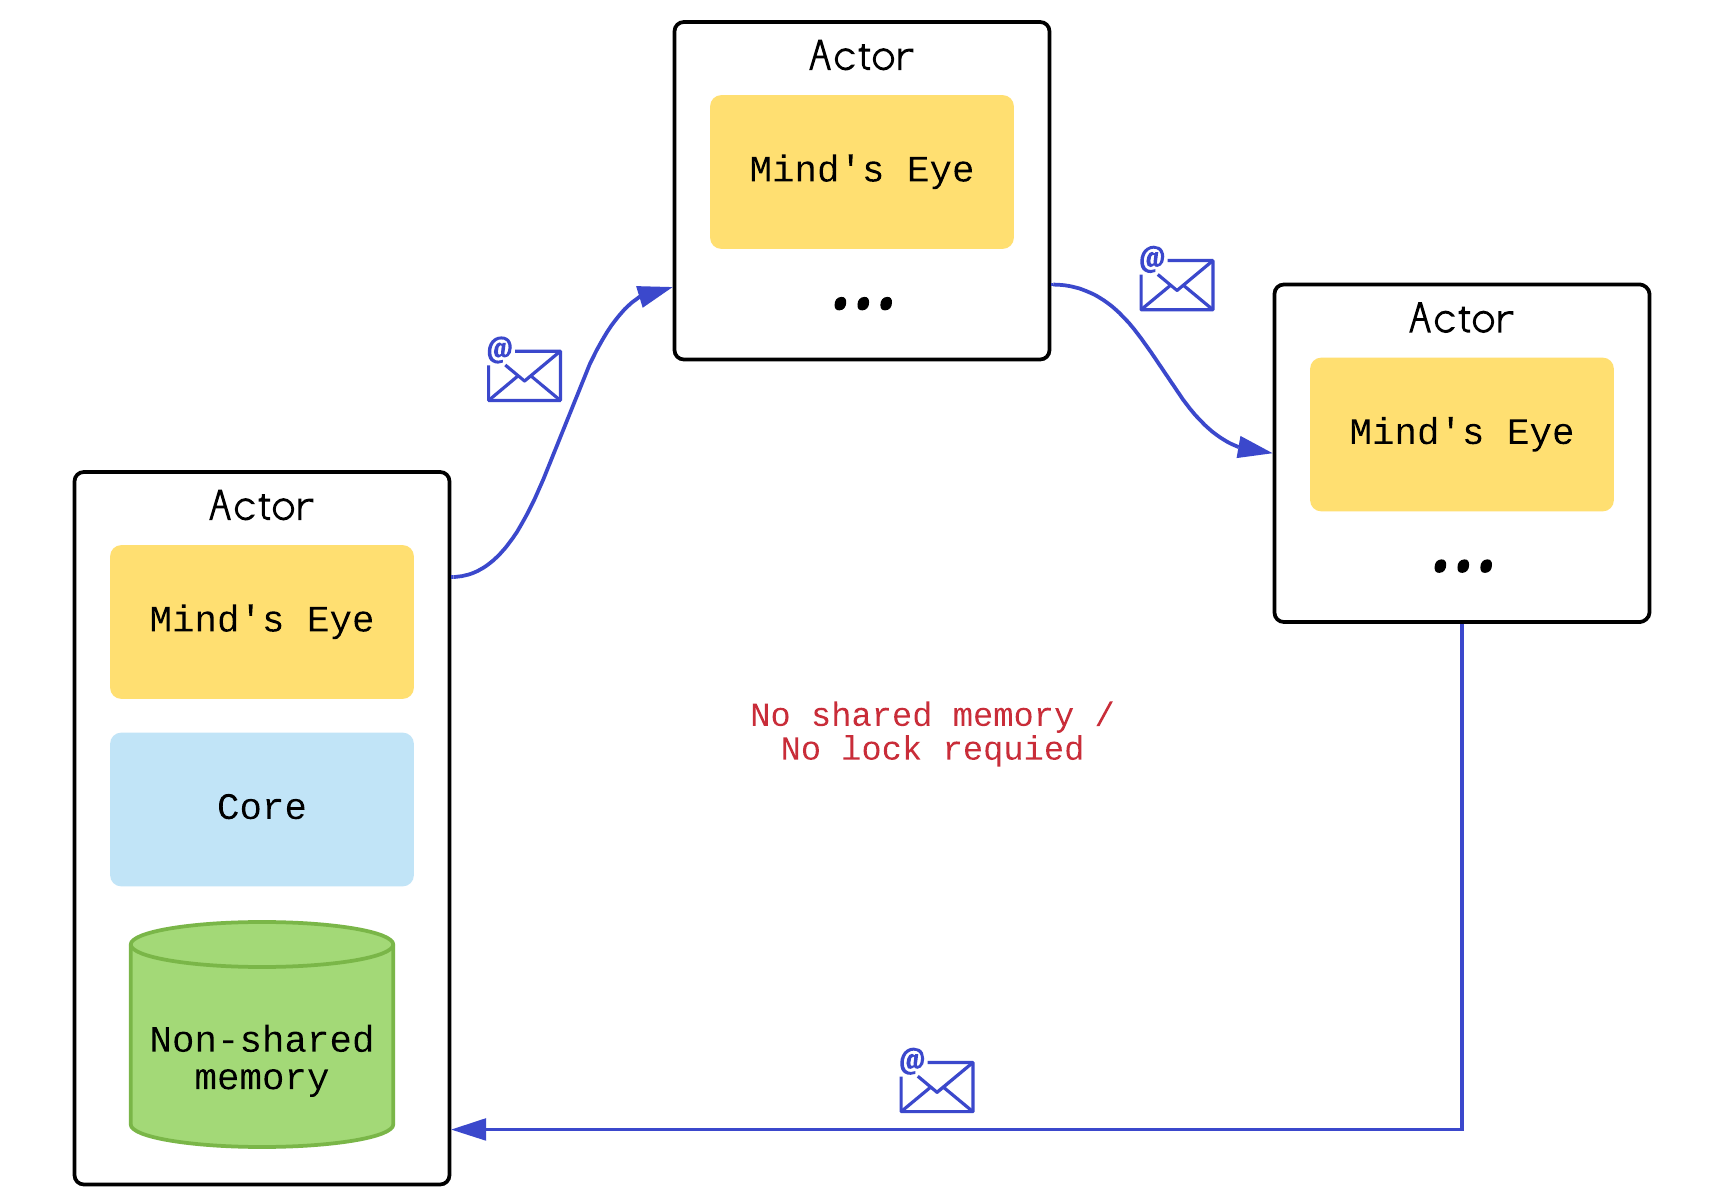 Actor
Mind's Eye
...
@
Actor
Mind's Eye
...
@
Actor
Mind's Eye
Core
Non-shared
memory
@
No shared memory /
No lock requied